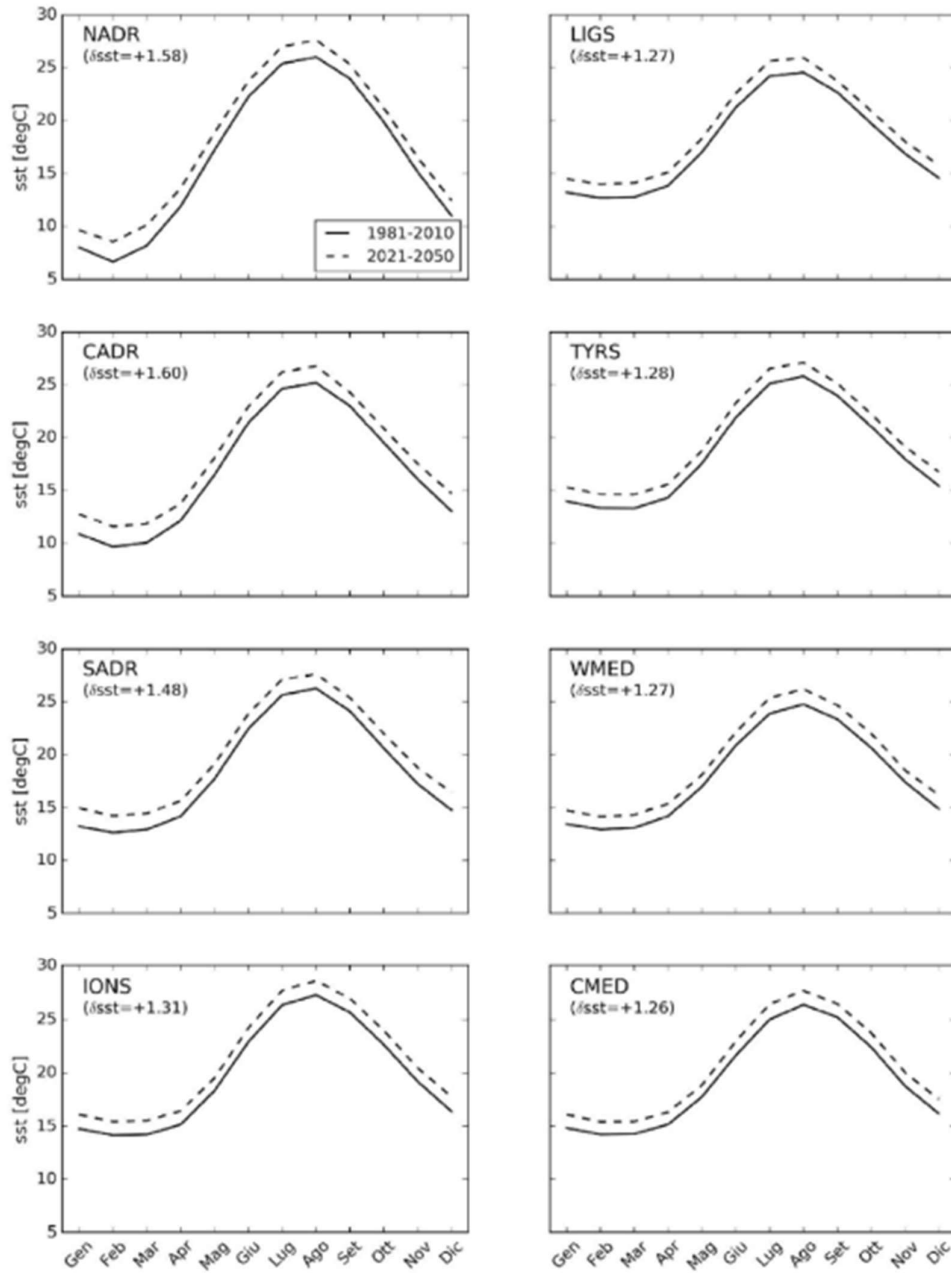 NADR
(δsst=+1.58)
LIGS
(δsst=+1.27)
30
25
20
15
10
5
sst [degC]
1981-2010
2021-2050
CADR
(δsst=+1.60)
TYRS
(δsst=+1.28)
30
25
20
15
10
5
sst [degC]
SADR
(δsst=+1.48)
WMED
(δsst=+1.27)
30
25
20
15
10
5
sst [degC]
IONS
(δsst=+1.31)
CMED
(δsst=+1.26)
30
25
20
15
10
5
sst [degC]
Gen Feb Mar Apr Mag Giu Lug Ago Set Ott Nov Dic
Gen Feb Mar Apr Mag Giu Lug Ago Set Ott Nov Dic